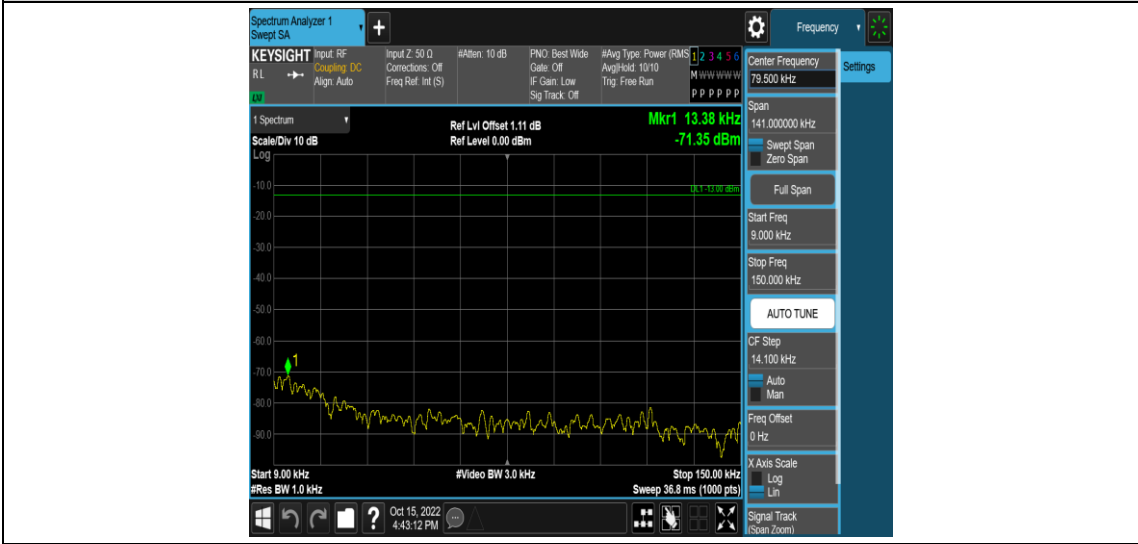 Spectrum Analyzer 1
Swept SA
+
Frequency
KEYSIGHT
RL
Input: RF
Coupling: DC
Align: Auto
Input Z: 50 Ω
Corrections: Off
Freq Ref: Int (S)
#Atten: 10 dB
PNO: Best Wide
Gate: Off
IF Gain: Low
Sig Track: Off
#Avg Type: Power (RMS
Avg|Hold: 10/10
Trig: Free Run
1 2 3 4 5 6
M W W W W W
P P P P P P
1 Spectrum
Scale/Div 10 dB
Log
Ref Lvl Offset 1.11 dB
Ref Level 0.00 dBm
Mkr1 13.38 kHz
-71.35 dBm
DL1 -13.00 dBm
-10.0
-20.0
-30.0
-40.0
-50.0
-60.0
-70.0
-80.0
-90.0
1
Start 9.00 kHz
#Res BW 1.0 kHz
#Video BW 3.0 kHz
Stop 150.00 kHz
Sweep 36.8 ms (1000 pts)
Center Frequency
79.500 kHz
Settings
Span
141.000000 kHz
Swept Span
Zero Span
Full Span
Start Freq
9.000 kHz
Stop Freq
150.000 kHz
AUTO TUNE
CF Step
14.100 kHz
Auto
Man
Freq Offset
0 Hz
X Axis Scale
Log
Lin
Signal Track
(Span Zoom)
?
Oct 15, 2022
4:43:12 PM